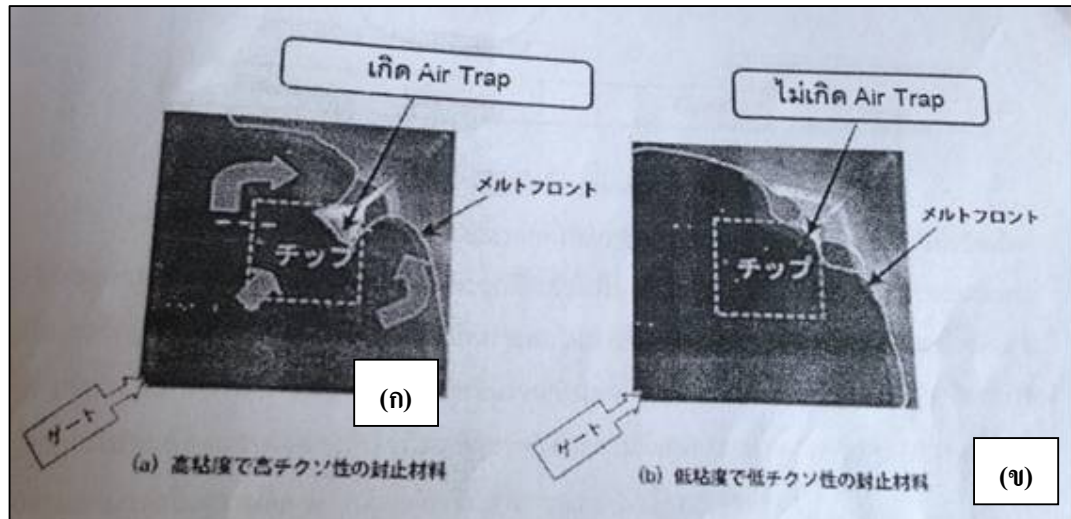 เกิด Air Trap
ไม่เกิด Air Trap
メルトフロント
チップ
ゲート
(ก)
(a) 高粘度で高チクソ性の封止材料
メルトフロント
チップ
ゲート
(ข)
(b) 低粘度で低チクソ性の封止材料